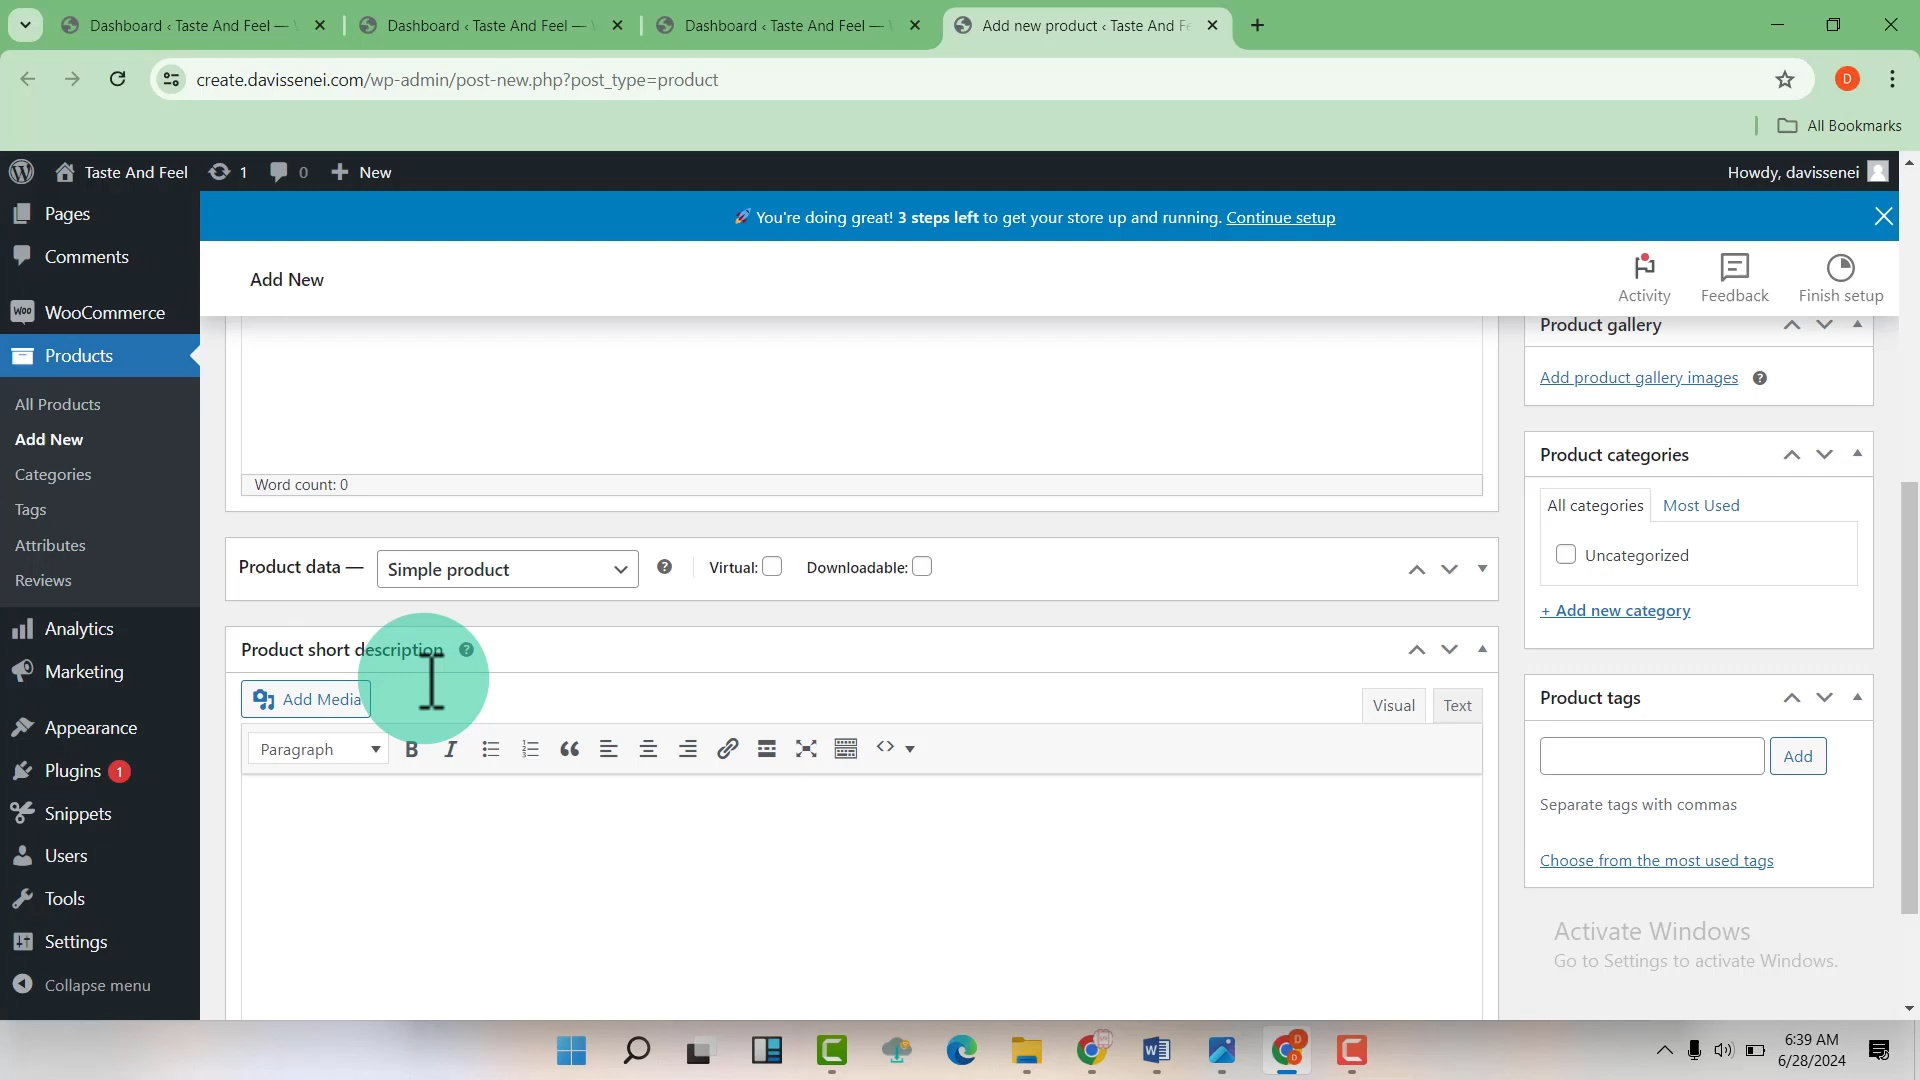 Dashboard ‹ Taste And Feel —
Dashboard ‹ Taste And Feel —
Dashboard ‹ Taste And Feel —
Add new product ‹ Taste And Fe
create.davissenei.com/wp-admin/post-new.php?post_type=product
D
All Bookmarks
Taste And Feel
1
0
New
Howdy, davissenei
Pages
Comments
WooCommerce
Products
All Products
Add New
Categories
Tags
Attributes
Reviews
Analytics
Marketing
Appearance
Plugins 1
Snippets
Users
Tools
Settings
Collapse menu
🚀 You're doing great! 3 steps left to get your store up and running. Continue setup
Add New
Activity
Feedback
Finish setup
Word count: 0
Product data —
Simple product
Virtual:
Downloadable:
Product short description
Add Media
Visual
Text
Paragraph
B
I
Product gallery
Add product gallery images
Product categories
All categories
Most Used
Uncategorized
+ Add new category
Product tags
Add
Separate tags with commas
Choose from the most used tags
Activate Windows
Go to Settings to activate Windows.
6:39 AM
6/28/2024